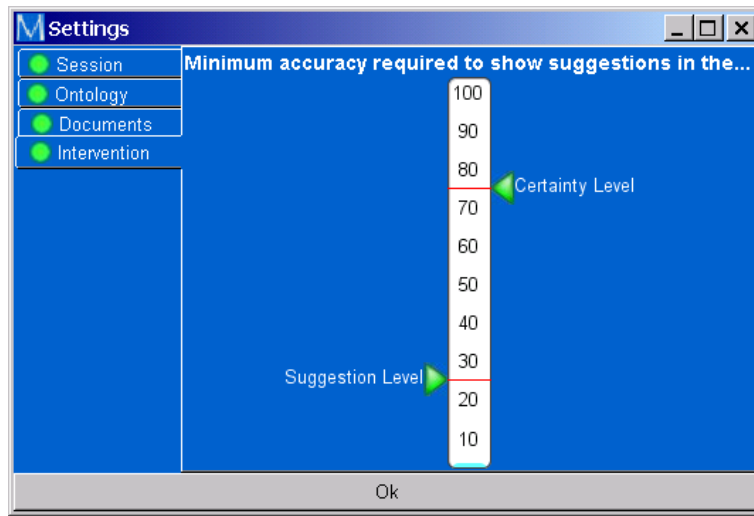 Settings
Session
Ontology
Documents
Intervention
Minimum accuracy required to show suggestions in the...
100
90
80
Certainty Level
70
60
50
40
30
Suggestion Level
20
10
Ok